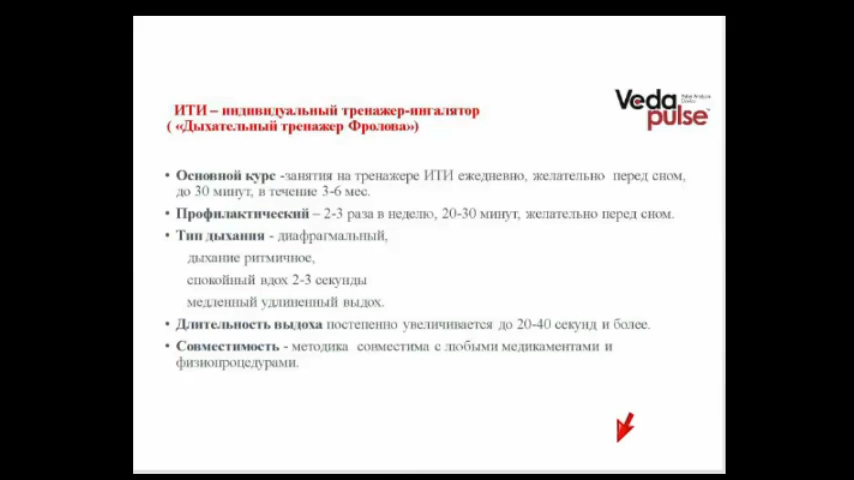 ИТИ – индивидуальный тренажер-ингалятор
( «Дыхательный тренажер Фролова»)
Veda
pulse™
• Основной курс -занятия на тренажере ИТИ ежедневно, желательно перед сном,
до 30 минут, в течение 3-6 мес.
• Профилактический – 2-3 раза в неделю, 20-30 минут, желательно перед сном.
• Тип дыхания - диафрагмальный,
дыхание ритмичное,
спокойный вдох 2-3 секунды
медленный удлиненный выдох.
• Длительность выдоха постепенно увеличивается до 20-40 секунд и более.
• Совместимость - методика совместима с любыми медикаментами и
физиопроцедурами.